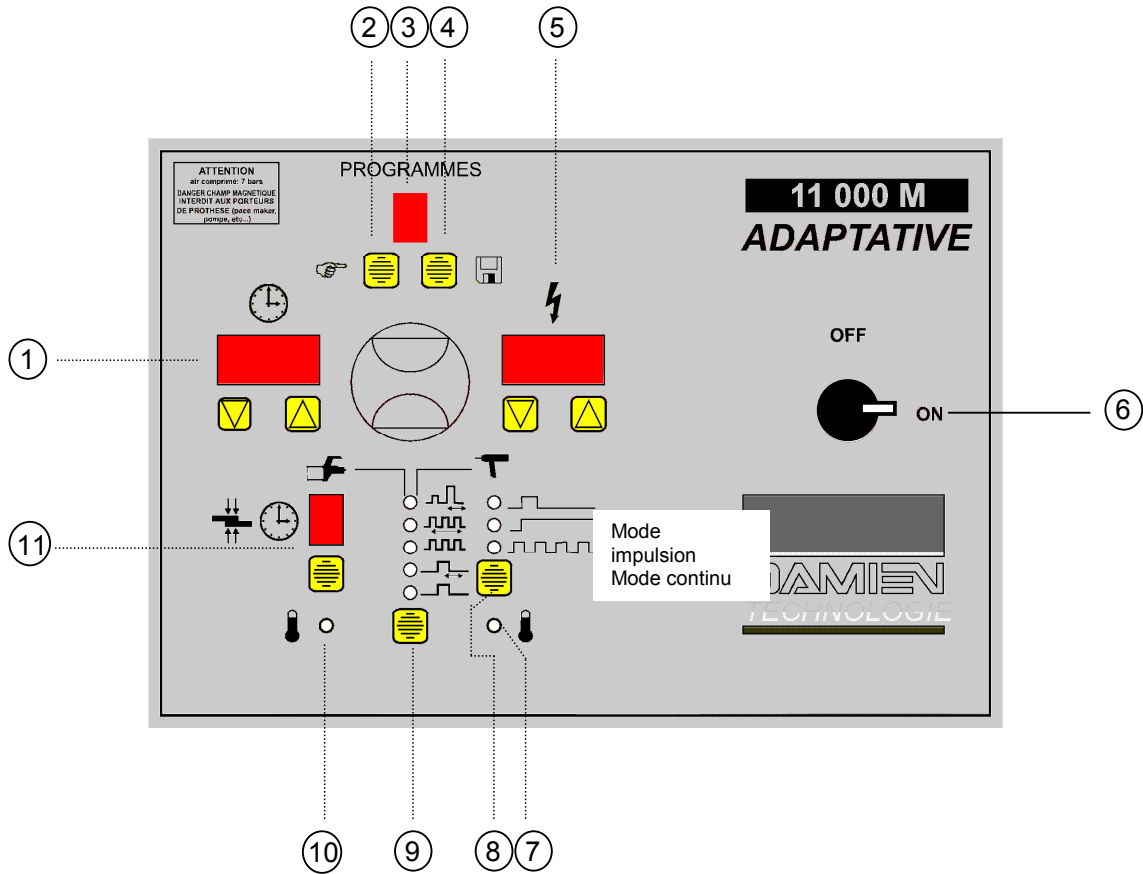 2 3 4 5
PROGRAMMES
ATTENTION
air comprimé: 7 bars
DANGER CHAMP MAGNETIQUE
INTERDIT AUX PORTEURS
DE PROTHESE (pace maker,
pompe, etc...)
11 000 M
ADAPTATIVE
OFF
1
ON
6
Mode
impulsion
Mode continu
11
DAMIEN
TECHNOLOGIE
10 9 8 7